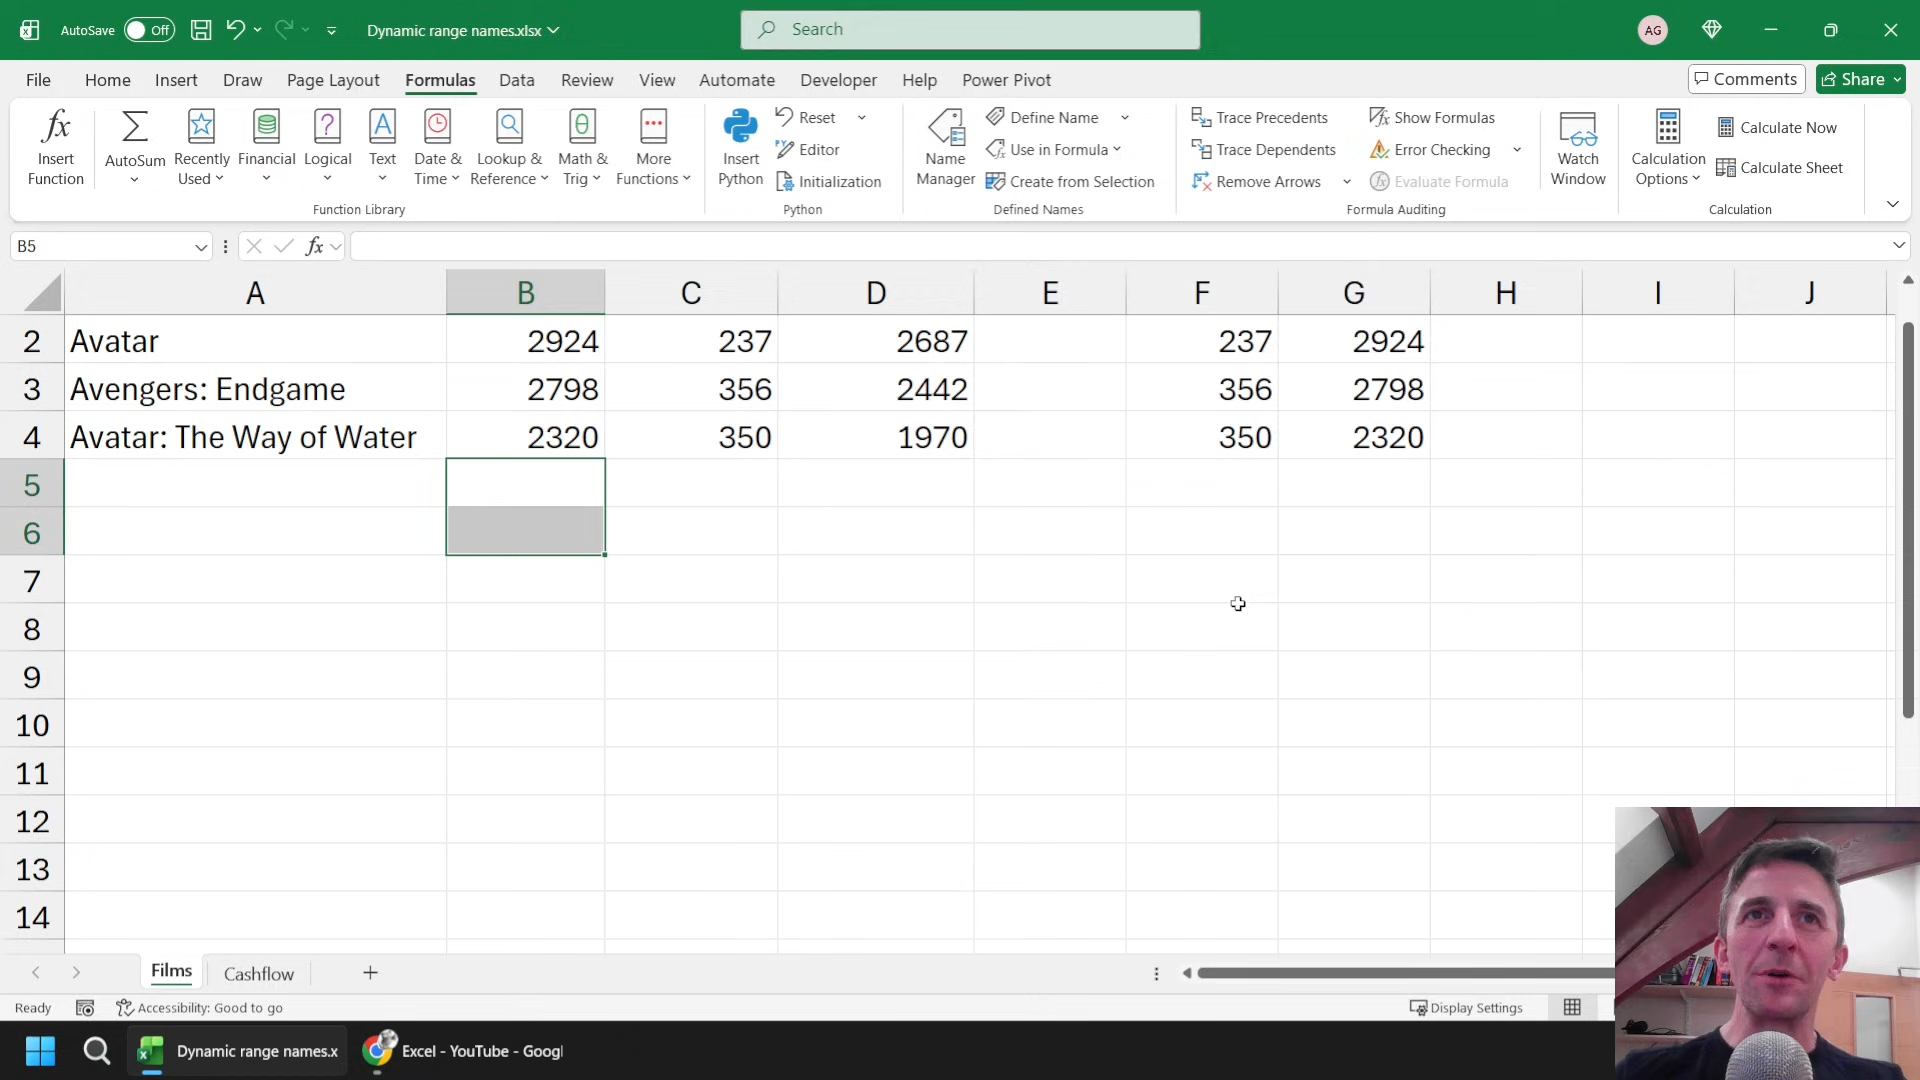 AutoSave Off Dynamic range names.xlsx Search AG
File Home Insert Draw Page Layout Formulas Data Review View Automate Developer Help Power Pivot Comments Share
Insert Function
AutoSum
Recently Used
Financial
Logical
Text
Date & Time
Lookup & Reference
Math & Trig
More Functions
Function Library
Insert Python
Reset
Editor
Initialization
Python
Name Manager
Define Name
Use in Formula
Create from Selection
Defined Names
Trace Precedents
Trace Dependents
Remove Arrows
Show Formulas
Error Checking
Evaluate Formula
Formula Auditing
Watch Window
Calculation Options
Calculate Now
Calculate Sheet
Calculation
B5 fx
A B C D E F G H I J
2 Avatar 2924 237 2687 237 2924
3 Avengers: Endgame 2798 356 2442 356 2798
4 Avatar: The Way of Water 2320 350 1970 350 2320
5
6
7
8
9
10
11
12
13
14
Films Cashflow
Ready Accessibility: Good to go Display Settings
Dynamic range names.x Excel - YouTube - Googl